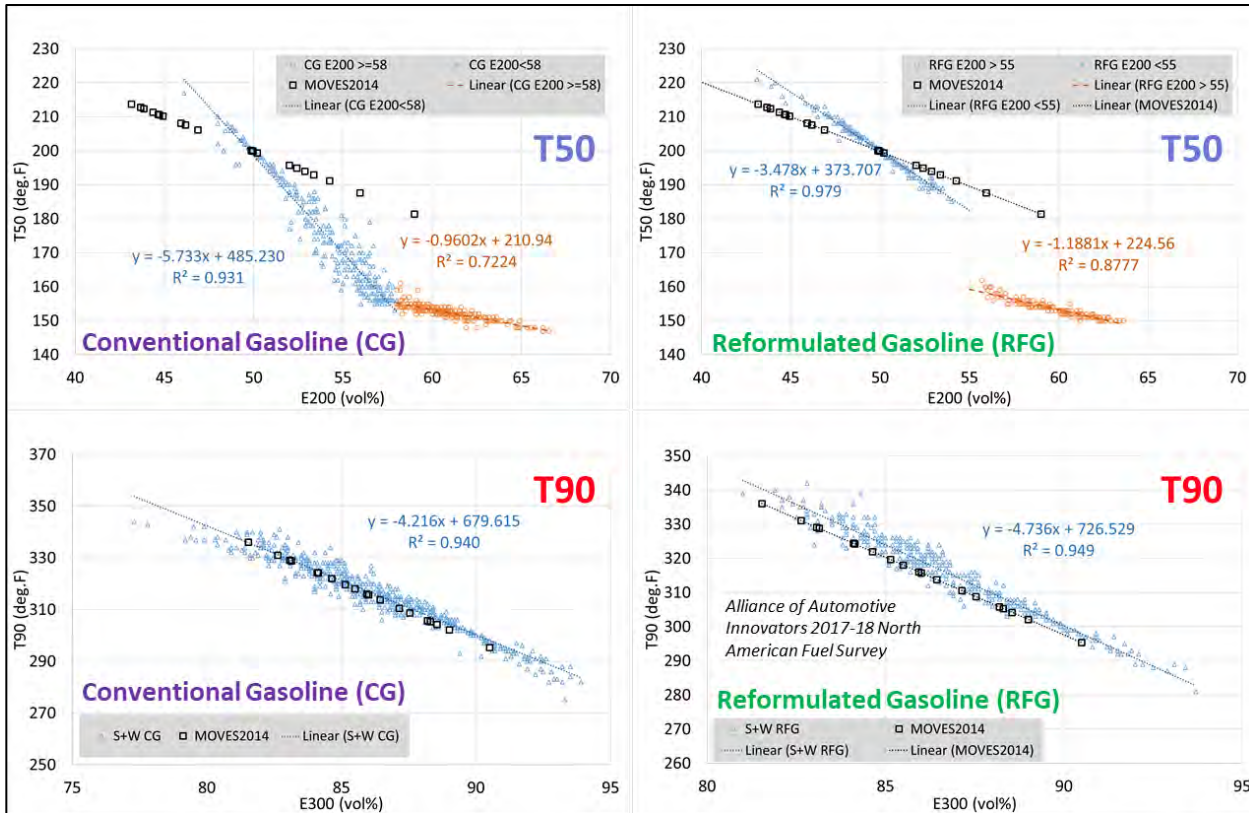 230
220
210
200
190
180
170
160
150
140
T50 (deg.F)
CG E200 >=58
CG E200<58
MOVES2014
Linear (CG E200 >=58)
Linear (CG E200<58)
T50
y = -0.9602x + 210.94
R² = 0.7224
y = -5.733x + 485.230
R² = 0.931
Conventional Gasoline (CG)
40 45 50 55 60 65 70
E200 (vol%)
230
220
210
200
190
180
170
160
150
140
T50 (deg.F)
RFG E200 > 55
RFG E200 <55
MOVES2014
Linear (RFG E200 > 55)
Linear (RFG E200 <55)
Linear (MOVES2014)
T50
y = -3.478x + 373.707
R² = 0.979
y = -1.1881x + 224.56
R² = 0.8777
Reformulated Gasoline (RFG)
40 45 50 55 60 65 70
E200 (vol%)
370
350
330
310
290
270
250
T90 (deg.F)
T90
y = -4.216x + 679.615
R² = 0.940
Conventional Gasoline (CG)
S+W CG
MOVES2014
Linear (S+W CG)
75 80 85 90 95
E300 (vol%)
350
340
330
320
310
300
290
280
270
260
T90 (deg.F)
T90
y = -4.736x + 726.529
R² = 0.949
Alliance of Automotive
Innovators 2017-18 North
American Fuel Survey
Reformulated Gasoline (RFG)
S+W RFG
MOVES2014
Linear (S+W RFG)
Linear (MOVES2014)
80 85 90 95
E300 (vol%)